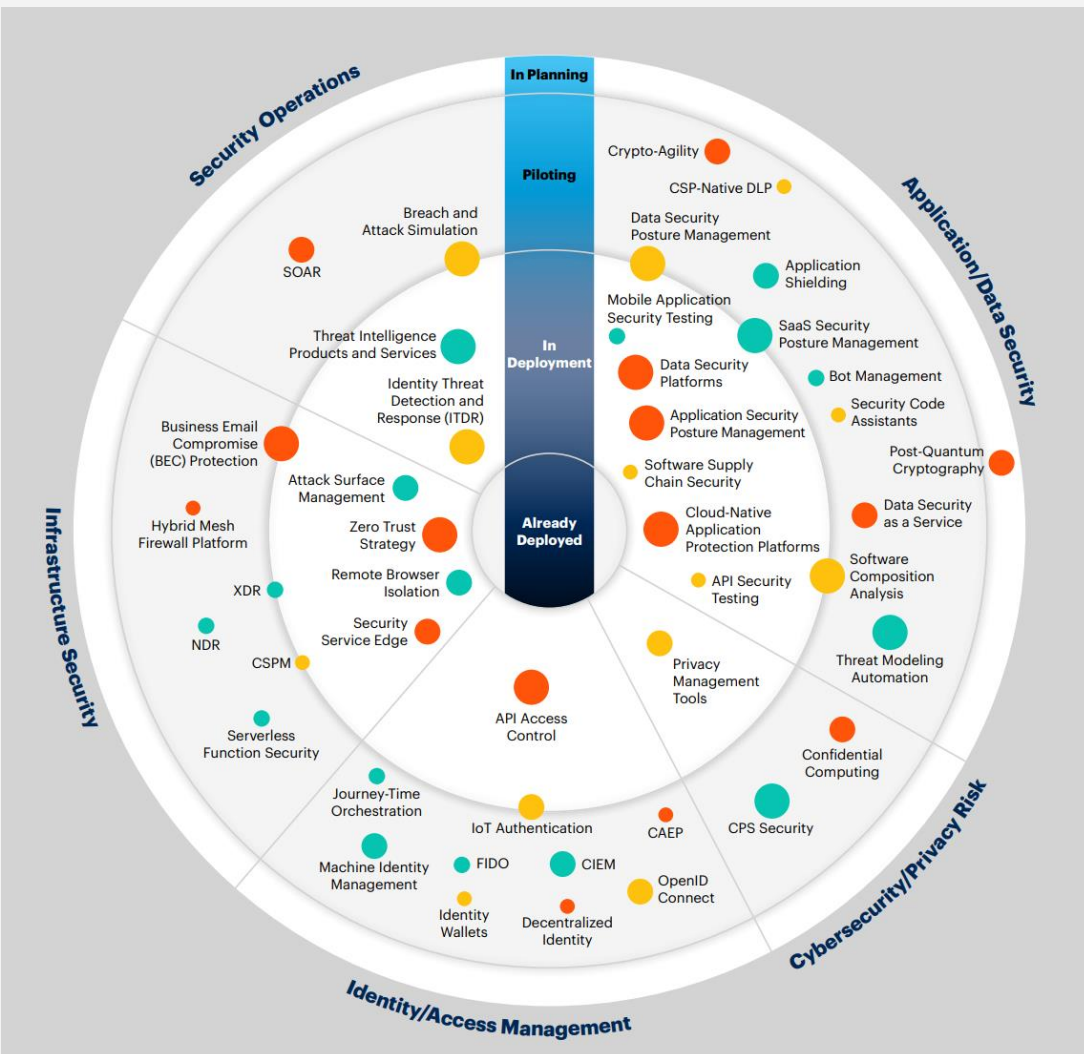 Security Operations
Application/Data Security
Cybersecurity/Privacy Risk
Identity/Access Management
Infrastructure Security
In Planning
Piloting
In
Deployment
Already
Deployed
Breach and
Attack Simulation
SOAR
Threat Intelligence
Products and Services
Identity Threat
Detection and
Response (ITDR)
Crypto-Agility
CSP-Native DLP
Data Security
Posture Management
Application
Shielding
Mobile Application
Security Testing
SaaS Security
Posture Management
Data Security
Platforms
Bot Management
Security Code
Assistants
Application Security
Posture Management
Post-Quantum
Cryptography
Software Supply
Chain Security
Data Security
as a Service
Cloud-Native
Application
Protection Platforms
Software
Composition
Analysis
API Security
Testing
Threat Modeling
Automation
Privacy
Management
Tools
Confidential
Computing
CPS Security
API Access
Control
Journey-Time
Orchestration
IoT Authentication
CAEP
Machine Identity
Management
FIDO
CIEM
OpenID
Connect
Identity
Wallets
Decentralized
Identity
Business Email
Compromise
(BEC) Protection
Attack Surface
Management
Hybrid Mesh
Firewall Platform
Zero Trust
Strategy
XDR
Remote Browser
Isolation
NDR
Security
Service Edge
CSPM
Serverless
Function Security